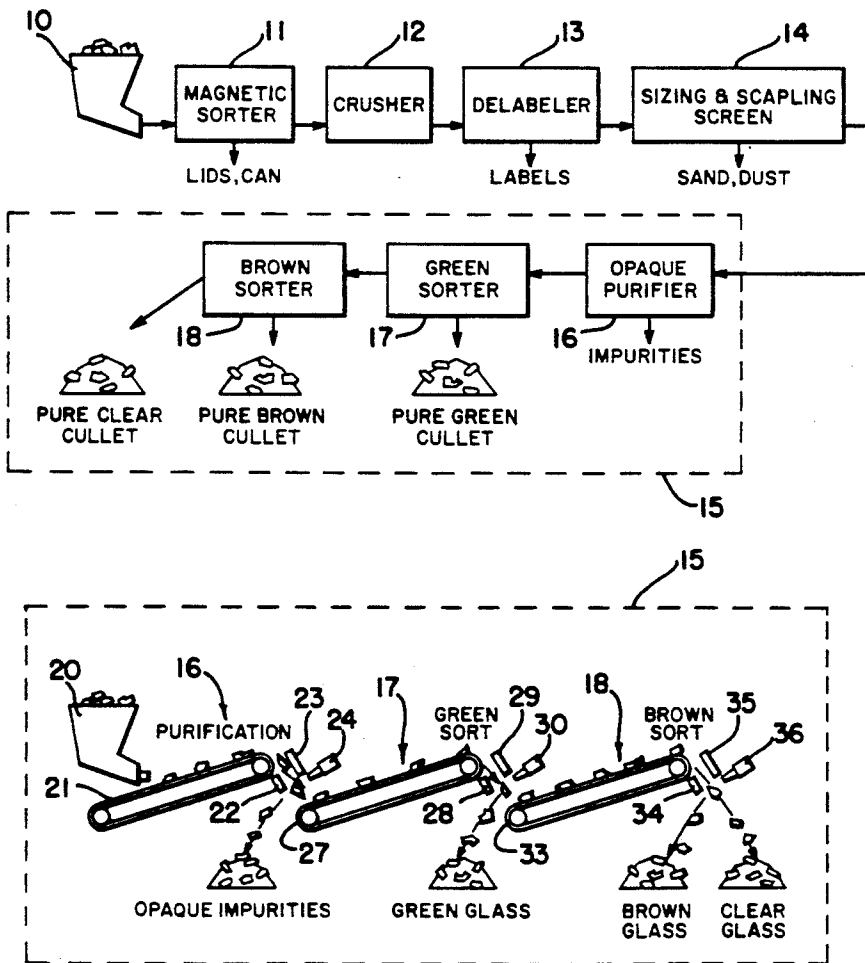 10
11
12
13
14
MAGNETIC
SORTER
CRUSHER
DELABELER
SIZING & SCAPLING
SCREEN
LIDS,CAN
LABELS
SAND,DUST
BROWN
SORTER
GREEN
SORTER
OPAQUE
PURIFIER
18
17
16
IMPURITIES
PURE CLEAR
CULLET
PURE BROWN
CULLET
PURE GREEN
CULLET
15
15
20
16
PURIFICATION
23
24
17
GREEN
SORT
29
30
18
BROWN
SORT
35
36
21
22
27
28
33
34
OPAQUE IMPURITIES
GREEN GLASS
BROWN
GLASS
CLEAR
GLASS